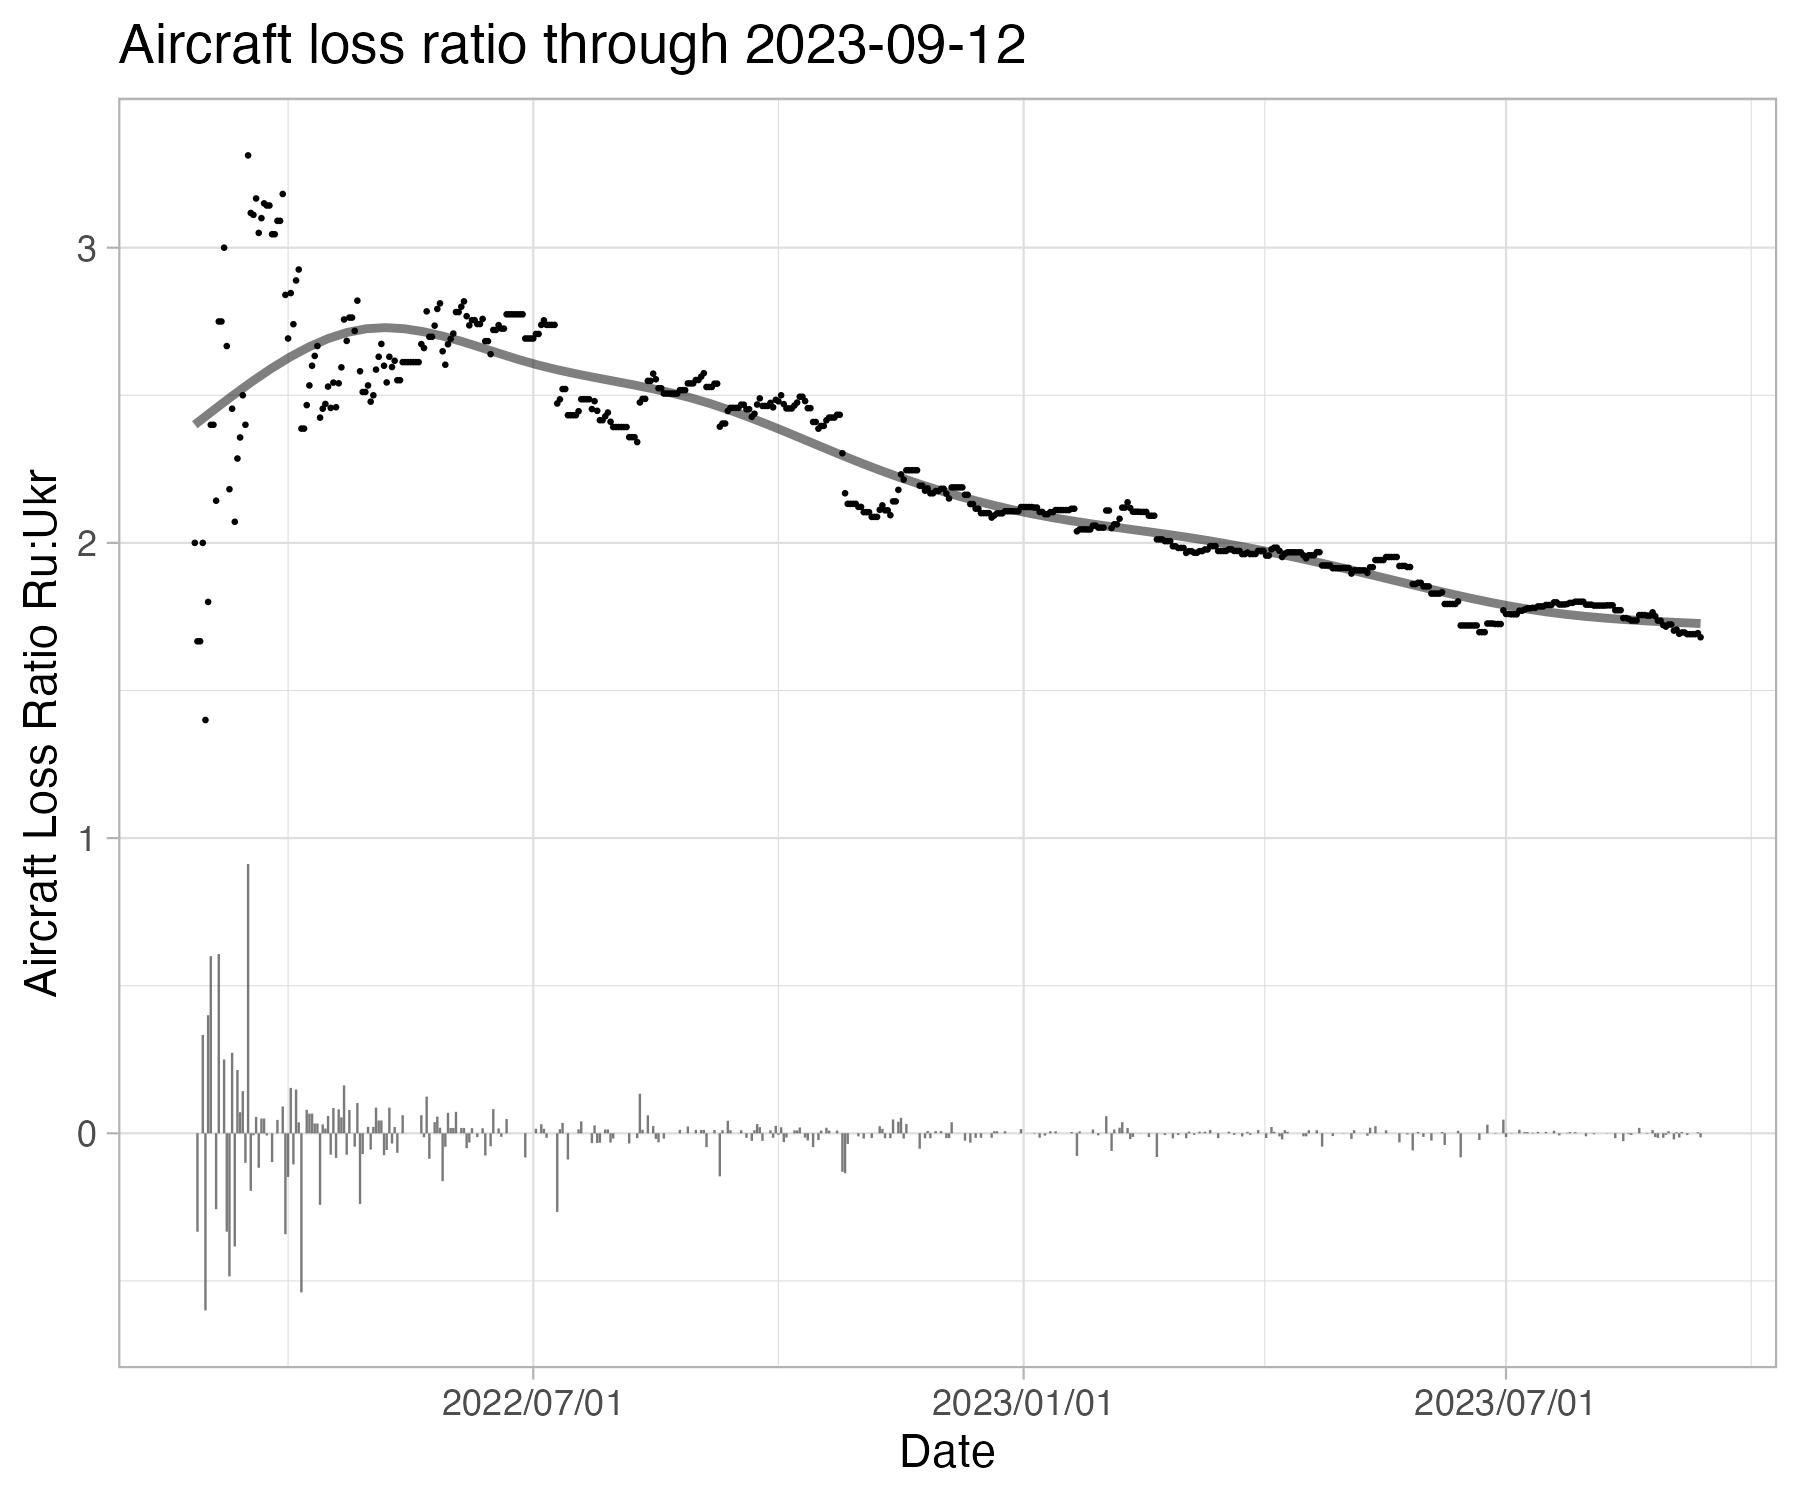 Aircraft loss ratio through 2023-09-12
Aircraft Loss Ratio Ru:Ukr
3
2
1
0
2022/07/01
2023/01/01
2023/07/01
Date